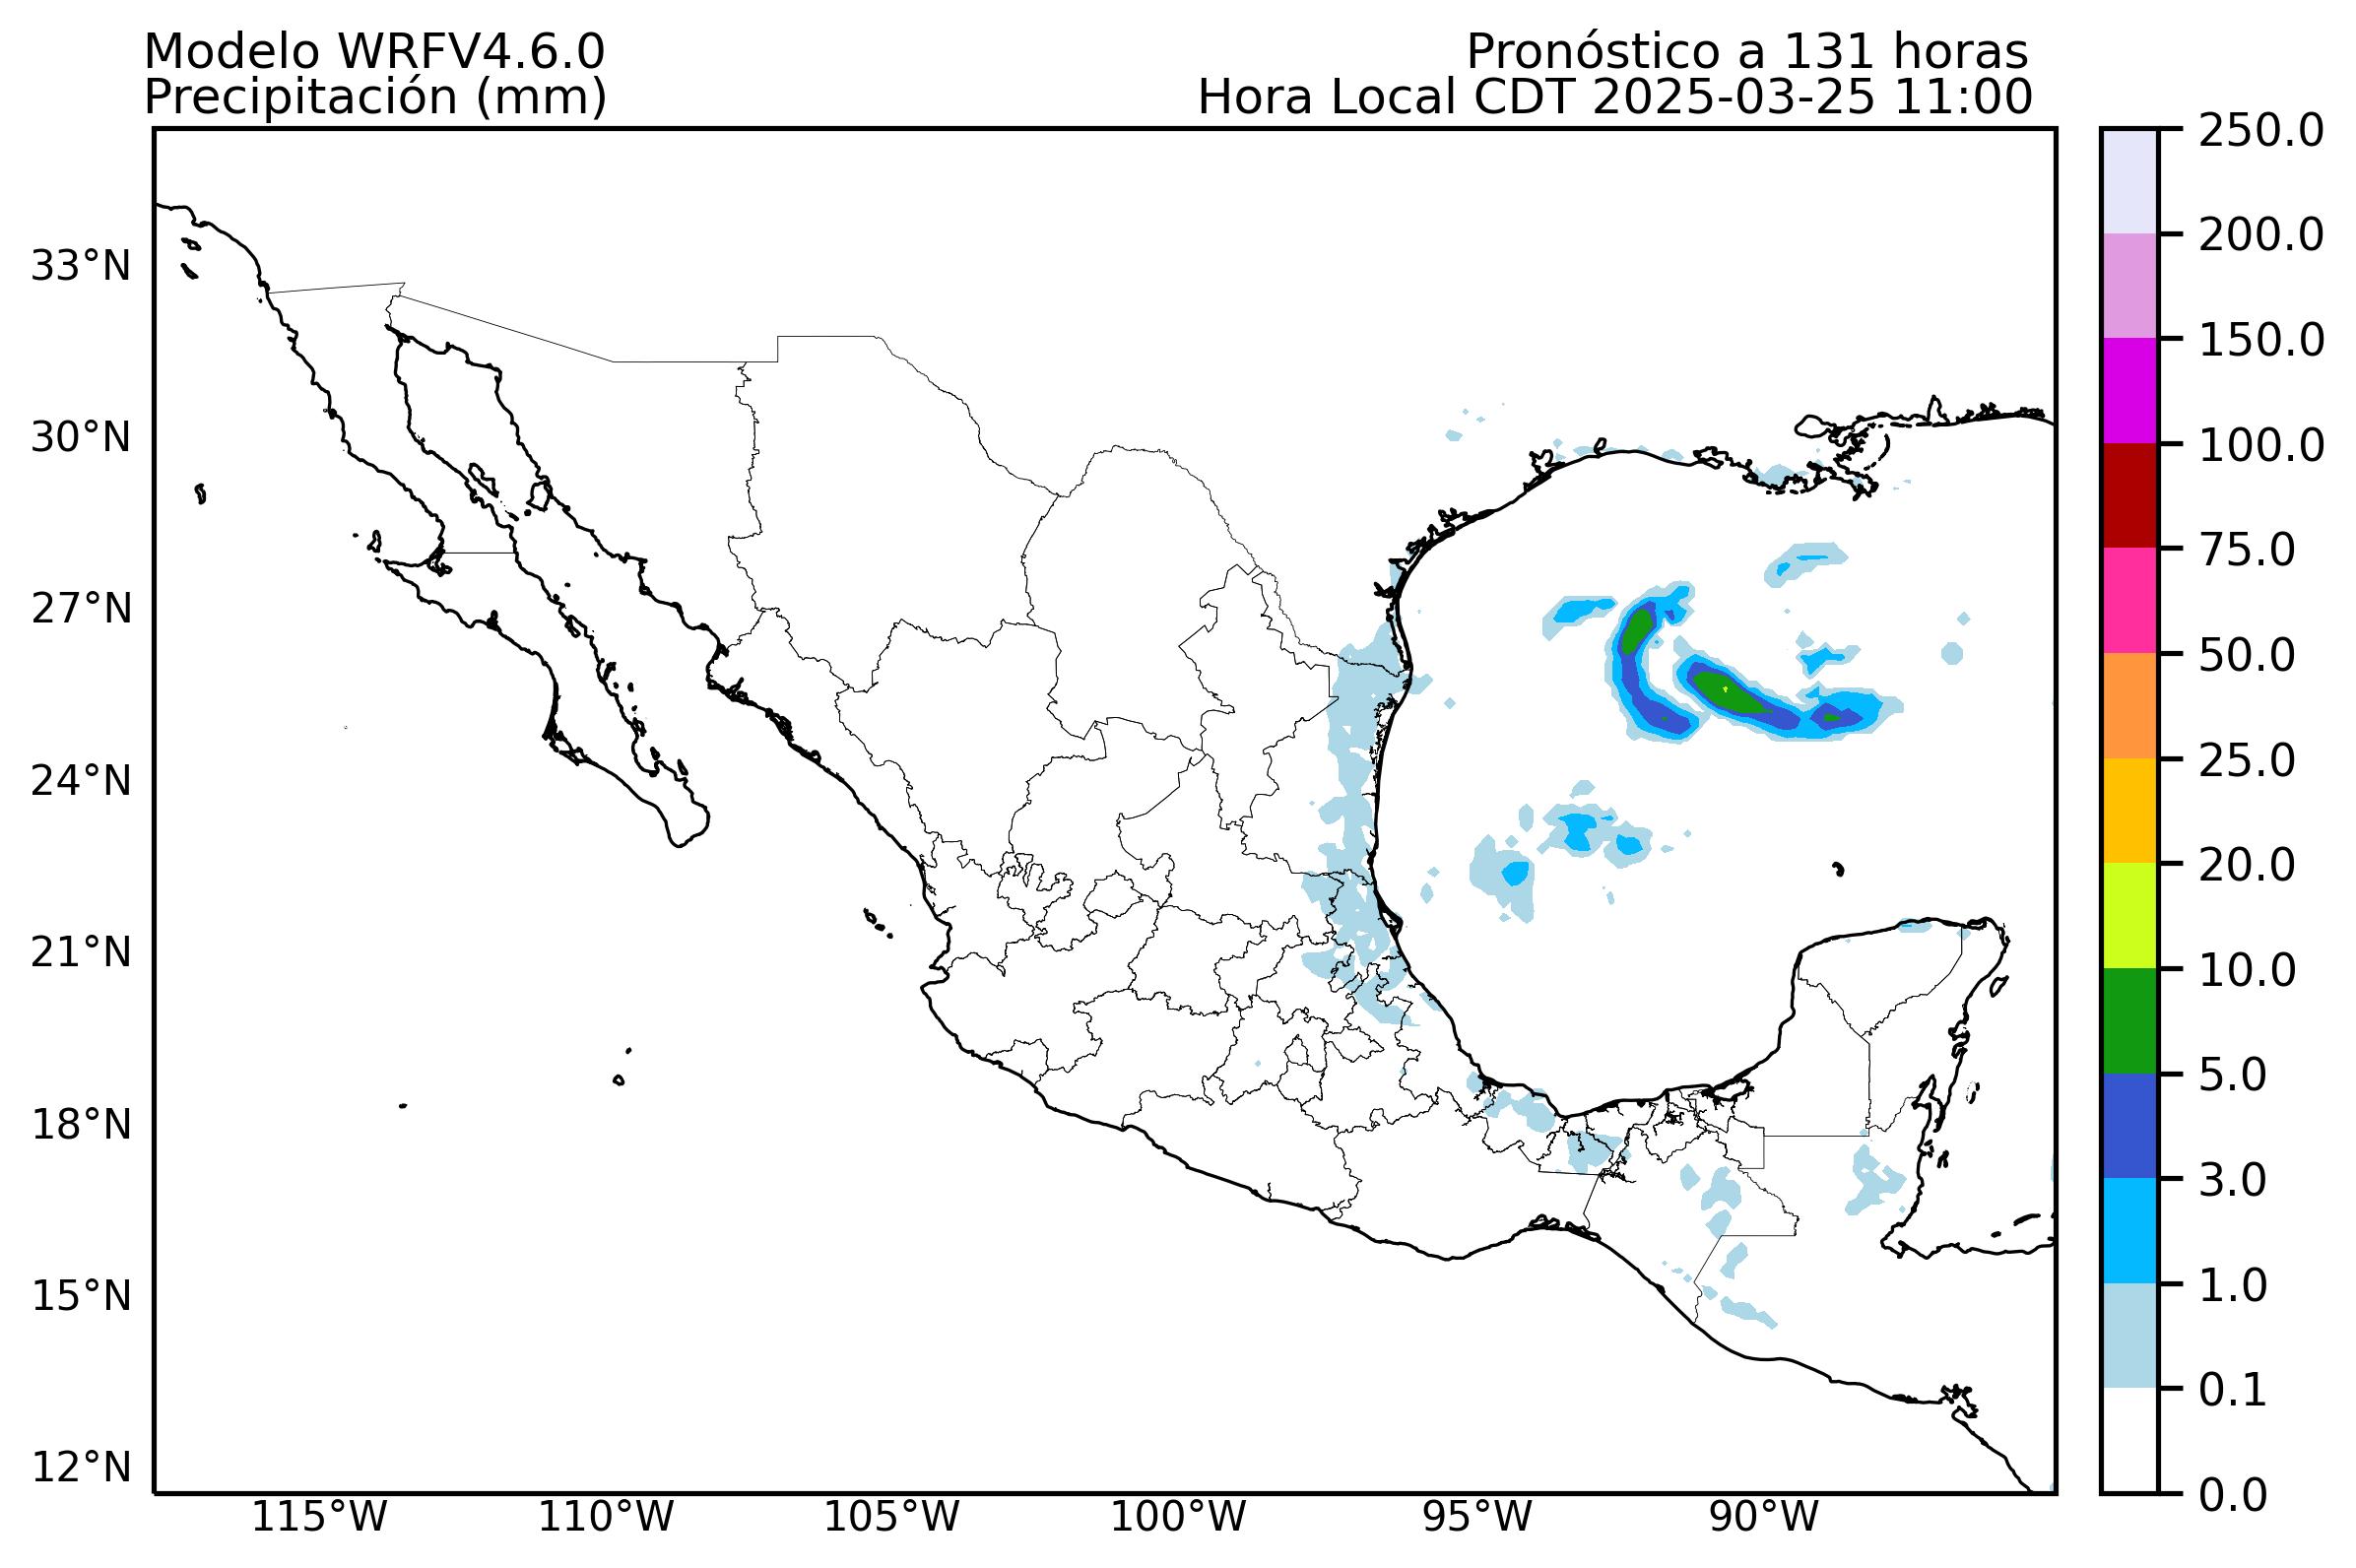 Modelo WRFV4.6.0
Precipitación (mm)
Pronóstico a 131 horas
Hora Local CDT 2025-03-25 11:00
33°N
30°N
27°N
24°N
21°N
18°N
15°N
12°N
115°W
110°W
105°W
100°W
95°W
90°W
250.0
200.0
150.0
100.0
75.0
50.0
25.0
20.0
10.0
5.0
3.0
1.0
0.1
0.0